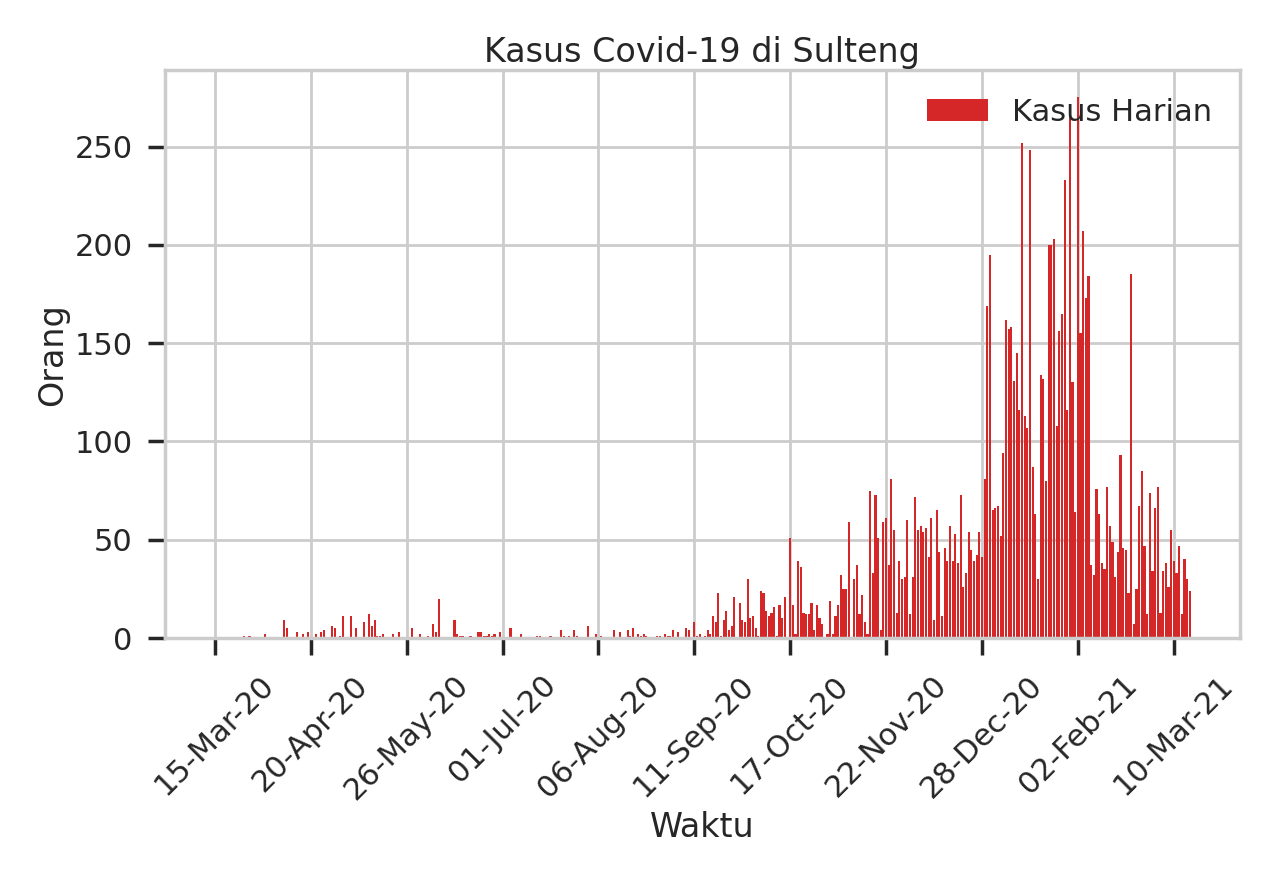 Kasus Covid-19 di Sulteng
Kasus Harian
250
200
150
100
50
0
Orang
15-Mar-20
20-Apr-20
26-May-20
01-Jul-20
06-Aug-20
11-Sep-20
17-Oct-20
22-Nov-20
28-Dec-20
02-Feb-21
10-Mar-21
Waktu